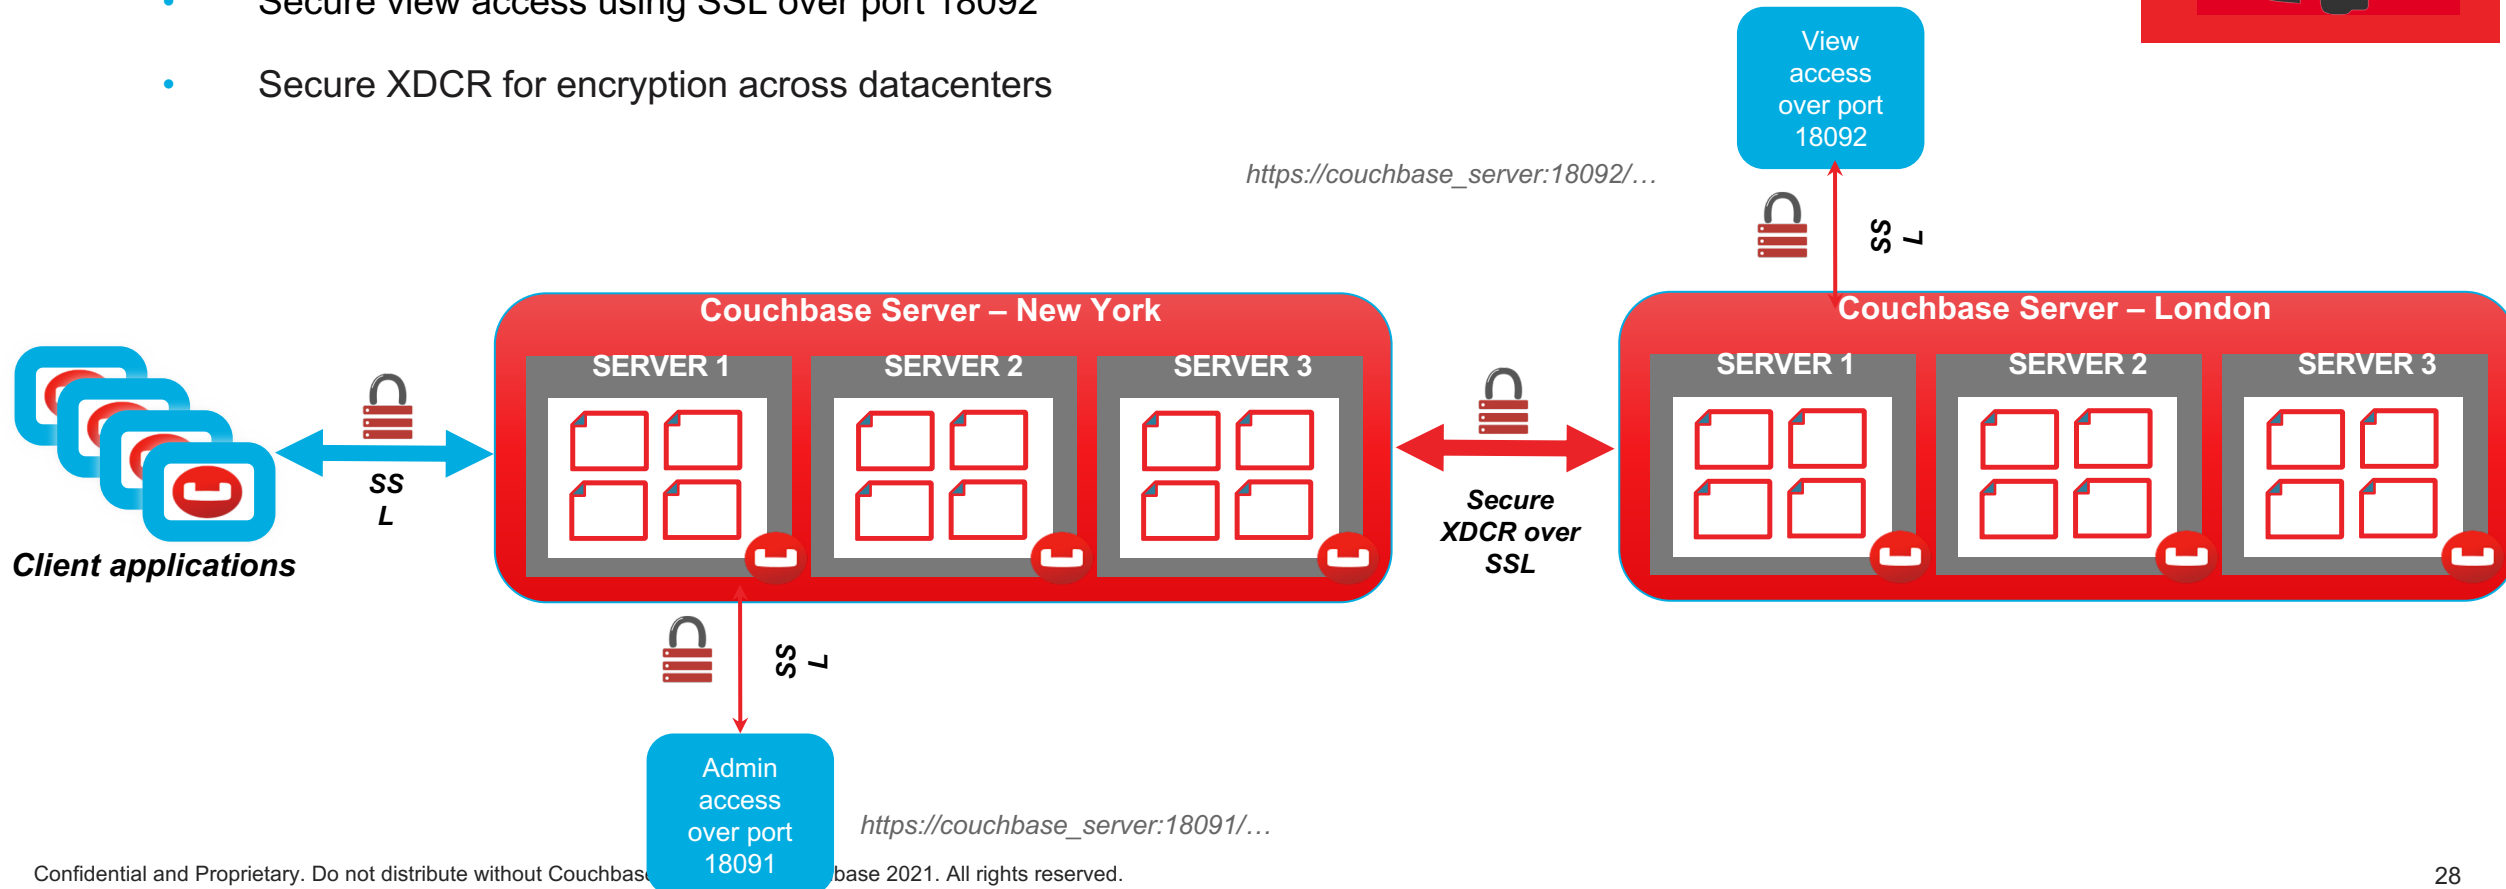 • Secure view access using SSL over port 18092
• Secure XDCR for encryption across datacenters
View
access
over port
18092
https://couchbase_server:18092/…
SS
L
Couchbase Server – New York
SERVER 1
SERVER 2
SERVER 3
Couchbase Server – London
SERVER 1
SERVER 2
SERVER 3
SS
L
Client applications
Secure
XDCR over
SSL
SS
L
Admin
access
over port
18091
https://couchbase_server:18091/…
Confidential and Proprietary. Do not distribute without Couchbas
base 2021. All rights reserved.
28